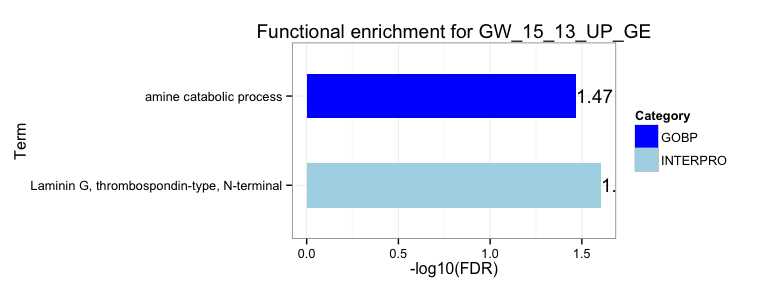 Functional enrichment for GW_15_13_UP_GE
Term
amine catabolic process
1.47
Laminin G, thrombospondin-type, N-terminal
1.
0.0 0.5 1.0 1.5
-log10(FDR)
Category
GOBP
INTERPRO